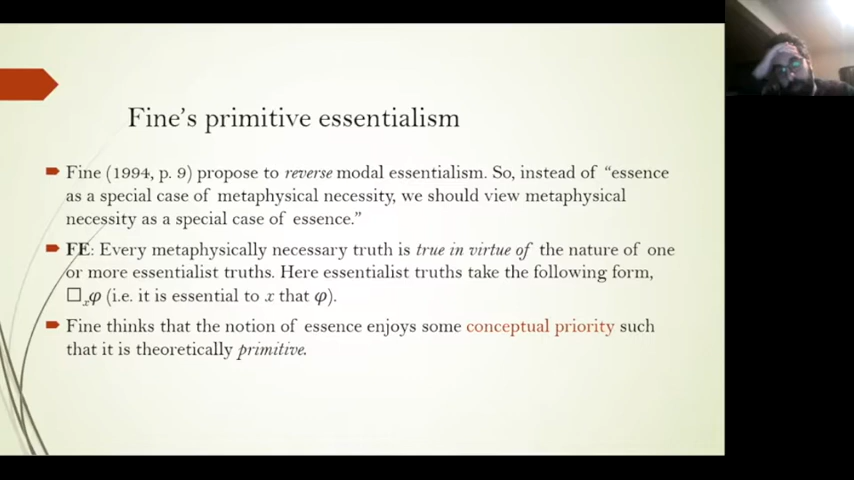 Fine's primitive essentialism
Fine (1994, p. 9) propose to reverse modal essentialism. So, instead of "essence
as a special case of metaphysical necessity, we should view metaphysical
necessity as a special case of essence."
FE: Every metaphysically necessary truth is true in virtue of the nature of one
or more essentialist truths. Here essentialist truths take the following form,
□ₓφ (i.e. it is essential to x that φ).
Fine thinks that the notion of essence enjoys some conceptual priority such
that it is theoretically primitive.